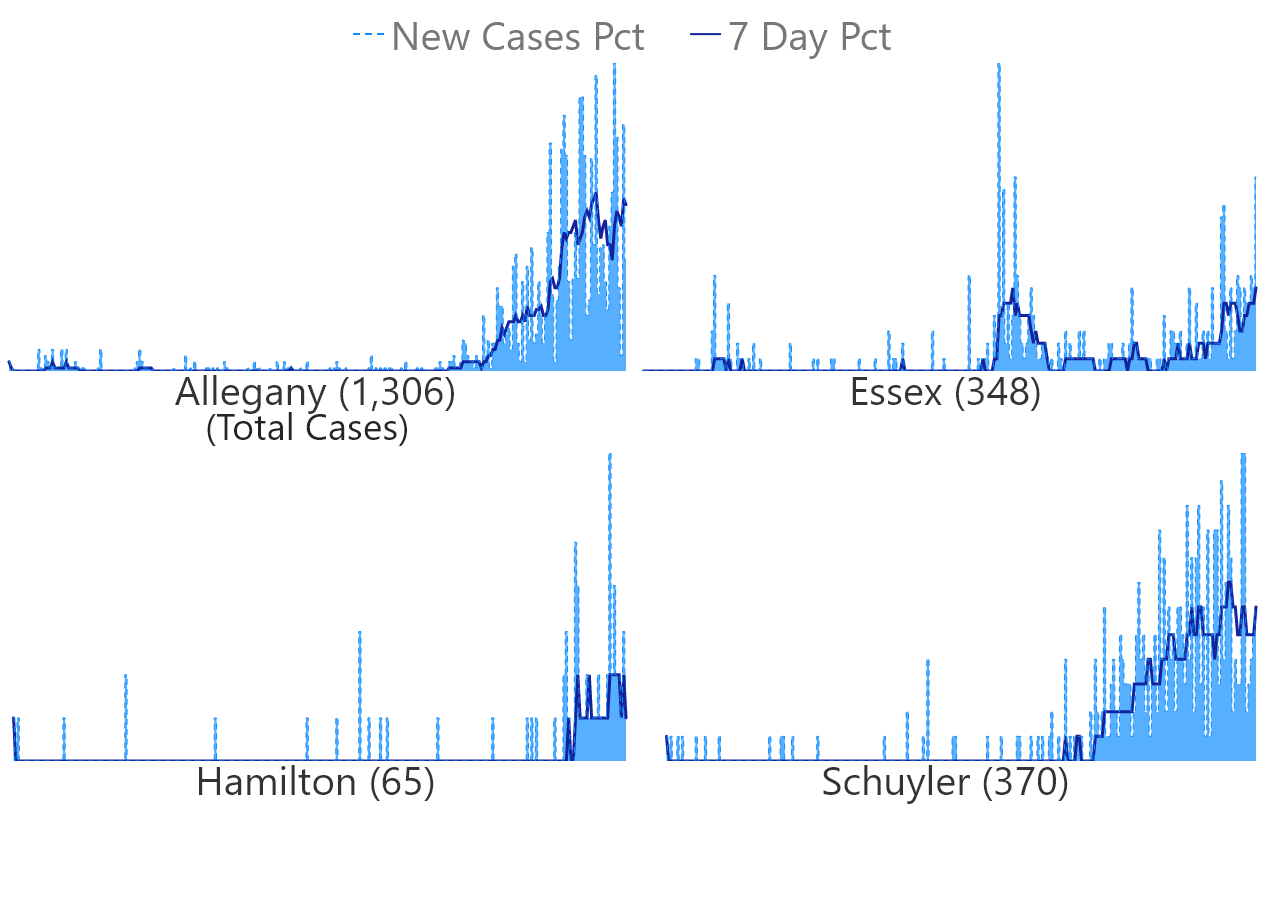 New Cases Pct 7 Day Pct
Allegany (1,306) Essex (348)
(Total Cases)
Hamilton (65) Schuyler (370)